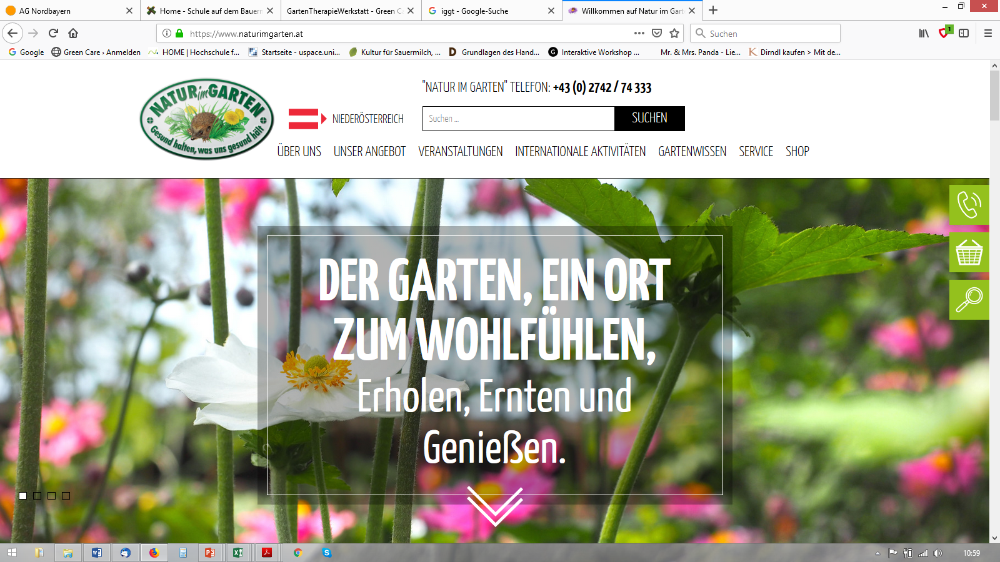 AG Nordbayern
Home - Schule auf dem Bauern
GartenTherapieWerkstatt - Green Ca
iggt - Google-Suche
Willkommen auf Natur im Garte
https://www.naturimgarten.at
Suchen
1
Google
Green Care › Anmelden
HOME | Hochschule f...
Startseite - uspace.uni...
Kultur für Sauermilch, ...
Grundlagen des Hand...
Interaktive Workshop ...
Mr. & Mrs. Panda - Lie...
Dirndl kaufen > Mit de...
"NATUR IM GARTEN" TELEFON: +43 (0) 2742 / 74 333
NATUR im GARTEN
Gesund halten, was uns gesund hält
NIEDERÖSTERREICH
Suchen ...
SUCHEN
ÜBER UNS
UNSER ANGEBOT
VERANSTALTUNGEN
INTERNATIONALE AKTIVITÄTEN
GARTENWISSEN
SERVICE
SHOP
DER GARTEN, EIN ORT
ZUM WOHLFÜHLEN,
Erholen, Ernten und
Genießen.
10:59